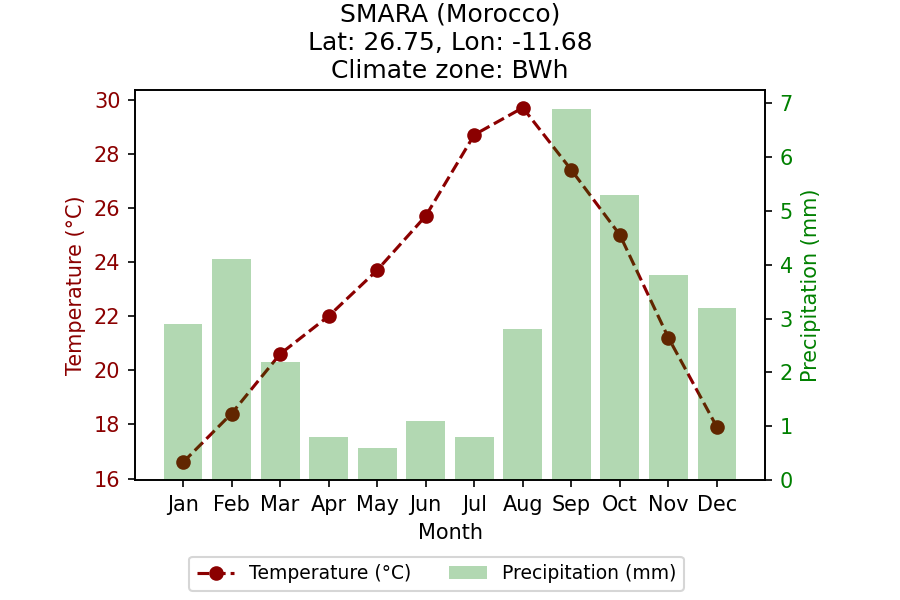 SMARA (Morocco)
Lat: 26.75, Lon: -11.68
Climate zone: BWh
Temperature (°C)
30
28
26
24
22
20
18
16
7
6
5
4
3
2
1
0
Precipitation (mm)
Jan Feb Mar Apr May Jun Jul Aug Sep Oct Nov Dec
Month
Temperature (°C) Precipitation (mm)